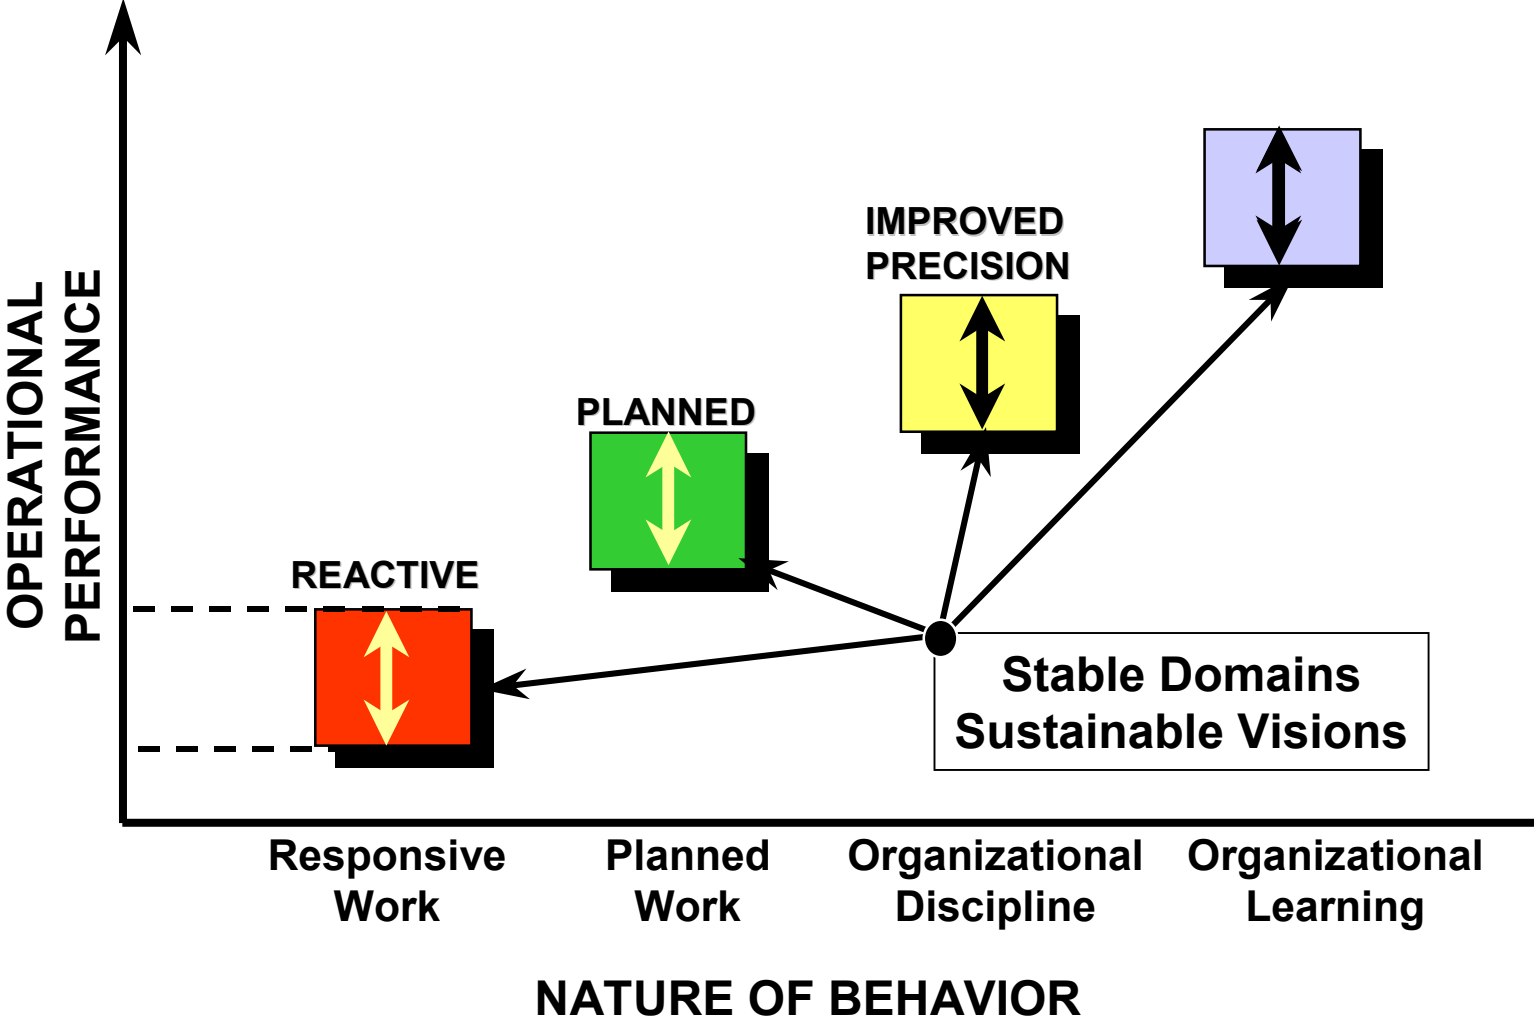 OPERATIONAL
PERFORMANCE
IMPROVED
PRECISION
PLANNED
REACTIVE
Stable Domains
Sustainable Visions
Responsive
Work
Planned
Work
Organizational
Discipline
Organizational
Learning
NATURE OF BEHAVIOR